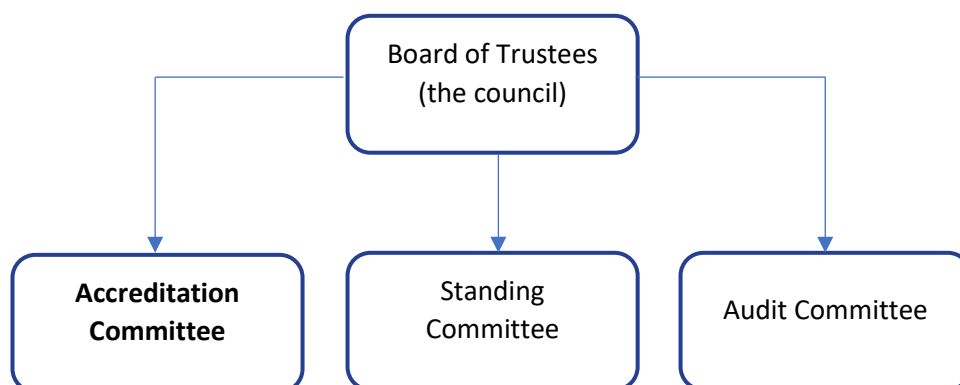 Board of Trustees
(the council)
Accreditation
Committee
Standing
Committee
Audit Committee